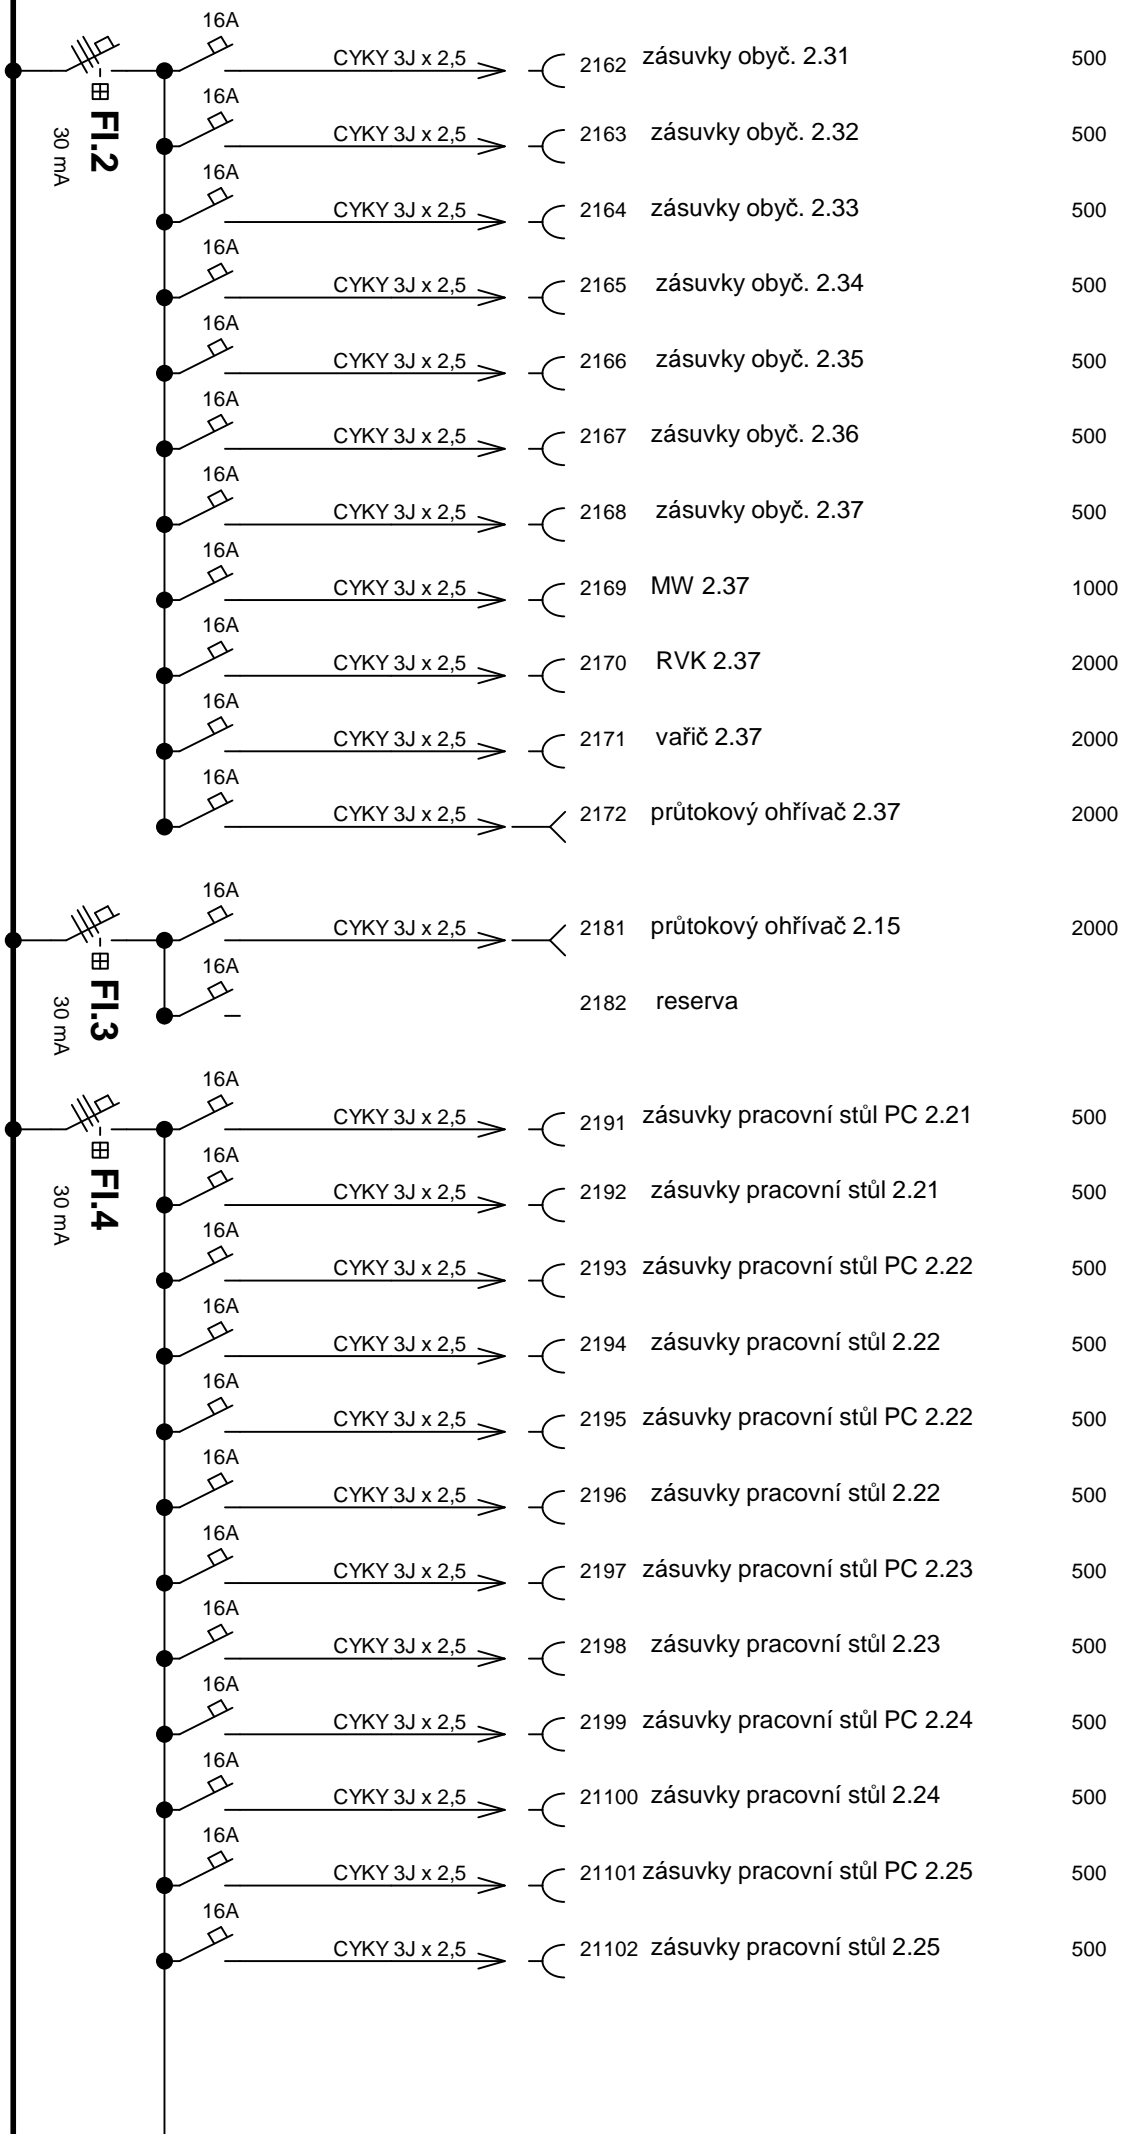 16A
CYKY 3J x 2,5 2162 zásuvky obyč. 2.31 500
FI.2
30 mA
16A
CYKY 3J x 2,5 2163 zásuvky obyč. 2.32 500
16A
CYKY 3J x 2,5 2164 zásuvky obyč. 2.33 500
16A
CYKY 3J x 2,5 2165 zásuvky obyč. 2.34 500
16A
CYKY 3J x 2,5 2166 zásuvky obyč. 2.35 500
16A
CYKY 3J x 2,5 2167 zásuvky obyč. 2.36 500
16A
CYKY 3J x 2,5 2168 zásuvky obyč. 2.37 500
16A
CYKY 3J x 2,5 2169 MW 2.37 1000
16A
CYKY 3J x 2,5 2170 RVK 2.37 2000
16A
CYKY 3J x 2,5 2171 vařič 2.37 2000
16A
CYKY 3J x 2,5 2172 průtokový ohřívač 2.37 2000
16A
CYKY 3J x 2,5 2181 průtokový ohřívač 2.15 2000
FI.3
30 mA
16A
2182 reserva
16A
CYKY 3J x 2,5 2191 zásuvky pracovní stůl PC 2.21 500
FI.4
30 mA
16A
CYKY 3J x 2,5 2192 zásuvky pracovní stůl 2.21 500
16A
CYKY 3J x 2,5 2193 zásuvky pracovní stůl PC 2.22 500
16A
CYKY 3J x 2,5 2194 zásuvky pracovní stůl 2.22 500
16A
CYKY 3J x 2,5 2195 zásuvky pracovní stůl PC 2.22 500
16A
CYKY 3J x 2,5 2196 zásuvky pracovní stůl 2.22 500
16A
CYKY 3J x 2,5 2197 zásuvky pracovní stůl PC 2.23 500
16A
CYKY 3J x 2,5 2198 zásuvky pracovní stůl 2.23 500
16A
CYKY 3J x 2,5 2199 zásuvky pracovní stůl PC 2.24 500
16A
CYKY 3J x 2,5 21100 zásuvky pracovní stůl 2.24 500
16A
CYKY 3J x 2,5 21101 zásuvky pracovní stůl PC 2.25 500
16A
CYKY 3J x 2,5 21102 zásuvky pracovní stůl 2.25 500